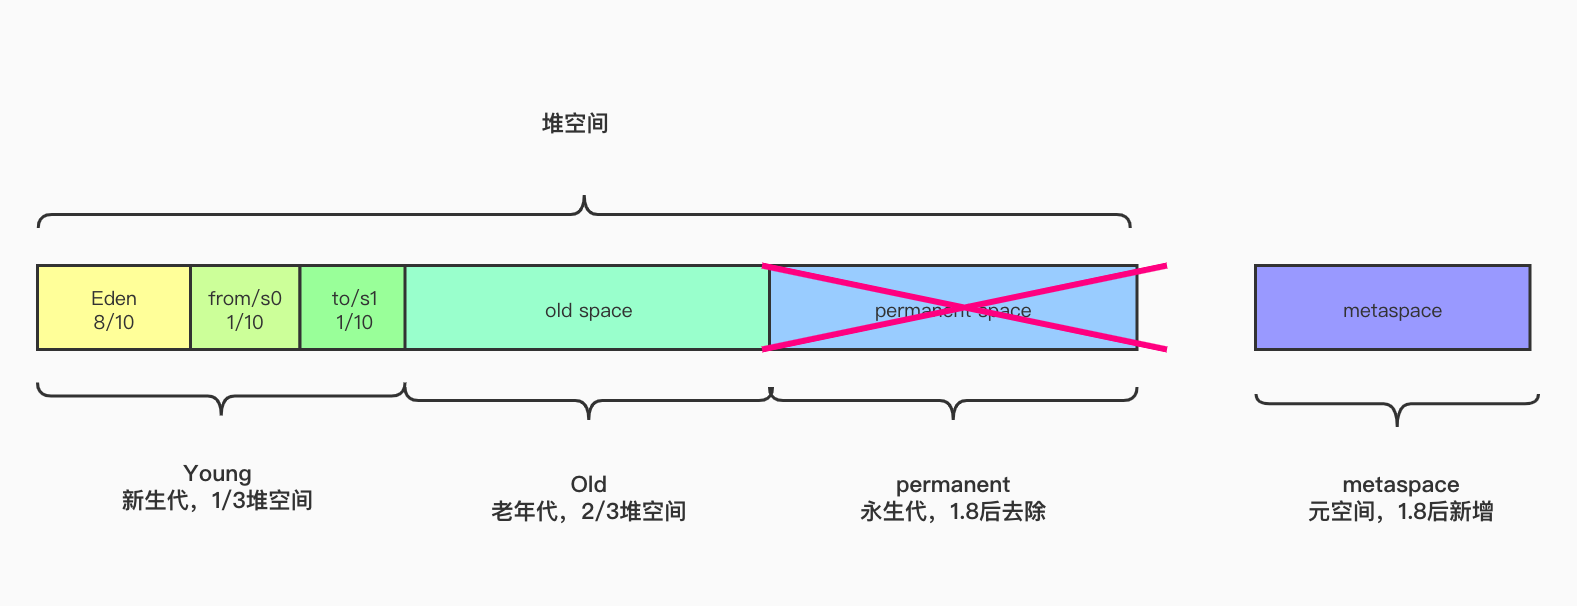 堆空间
Eden
8/10
from/s0
1/10
to/s1
1/10
old space
permanent space
metaspace
Young
新生代，1/3堆空间
Old
老年代，2/3堆空间
permanent
永生代，1.8后去除
metaspace
元空间，1.8后新增